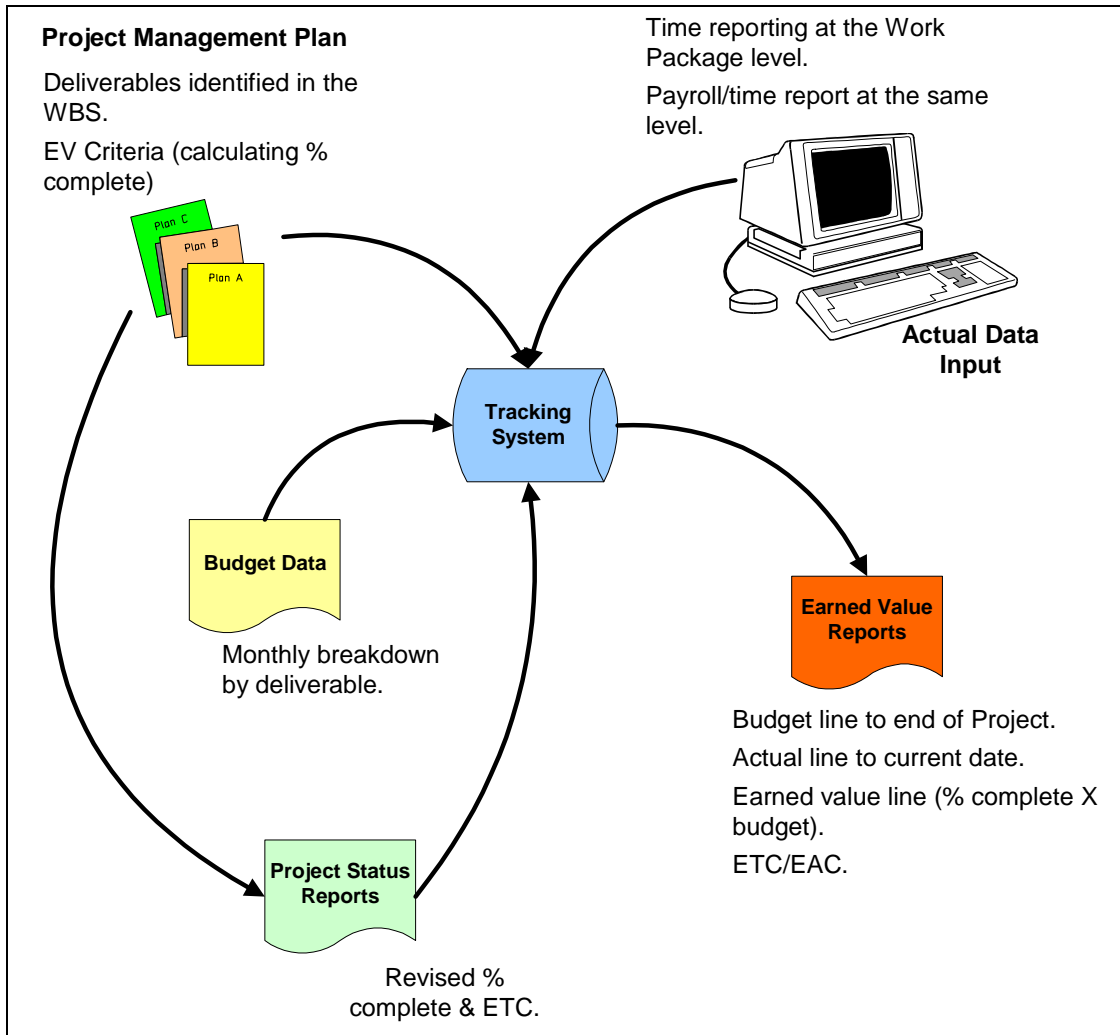 Project Management Plan
Deliverables identified in the
WBS.
EV Criteria (calculating %
complete)
Plan C
Plan B
Plan A
Time reporting at the Work
Package level.
Payroll/time report at the same
level.
Actual Data
Input
Tracking
System
Budget Data
Monthly breakdown
by deliverable.
Earned Value
Reports
Budget line to end of Project.
Actual line to current date.
Earned value line (% complete X
budget).
ETC/EAC.
Project Status
Reports
Revised %
complete & ETC.